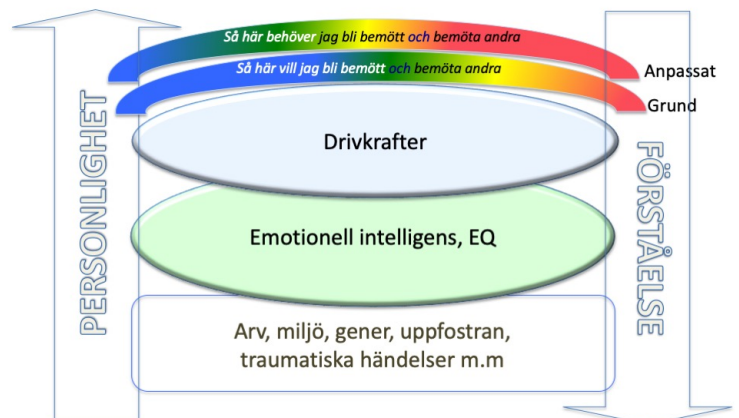 Så här behöver jag bli bemött och bemöta andra
Så här vill jag bli bemött och bemöta andra
Anpassat
Grund
PERSONLIGHET
Drivkrafter
FÖRSTÅELSE
Emotionell intelligens, EQ
Arv, miljö, gener, uppfostran,
traumatiska händelser m.m